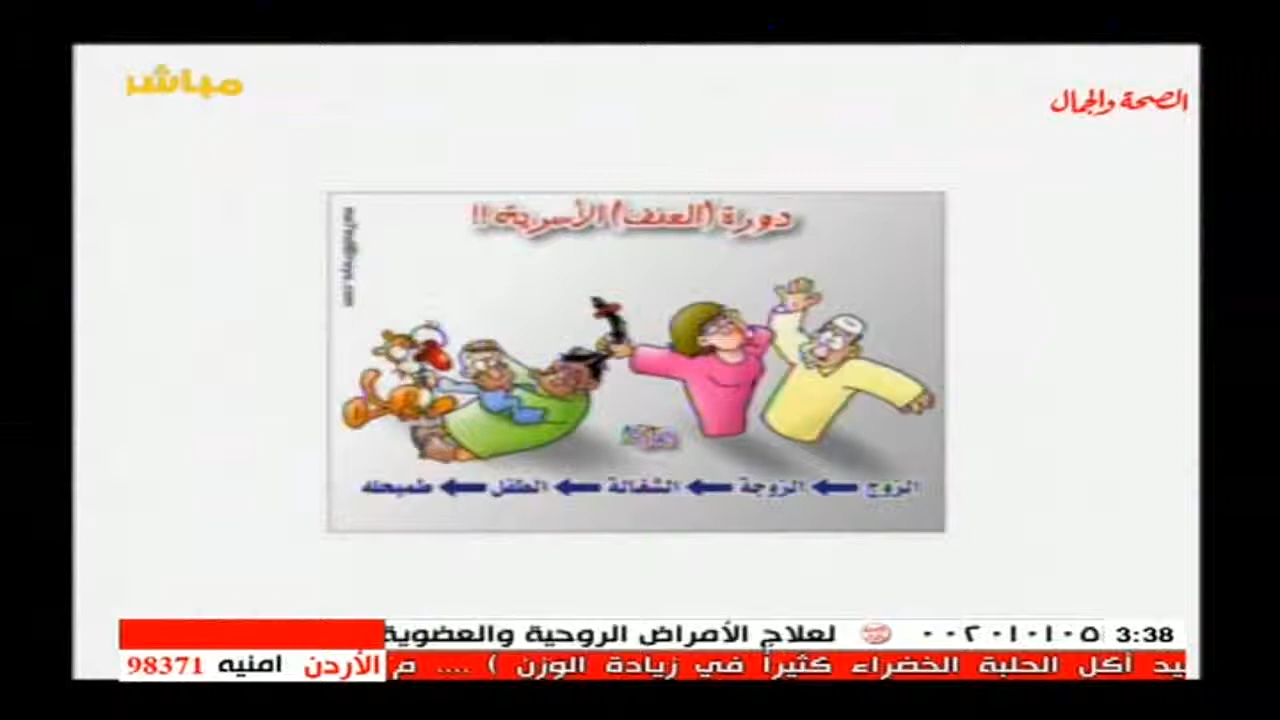 مباشر
الصحة والجمال
دورة (العنف) الأسرية!!
الزوج الزوجة الشغالة الطفل
لعلاج الأمراض الروحية والعضوية
٠٠٢٠١٠١٠٥ 3:38
يد أكل الحلبة الخضراء كثيراً في زيادة الوزن ) .... م
الأردن امنيه 98371